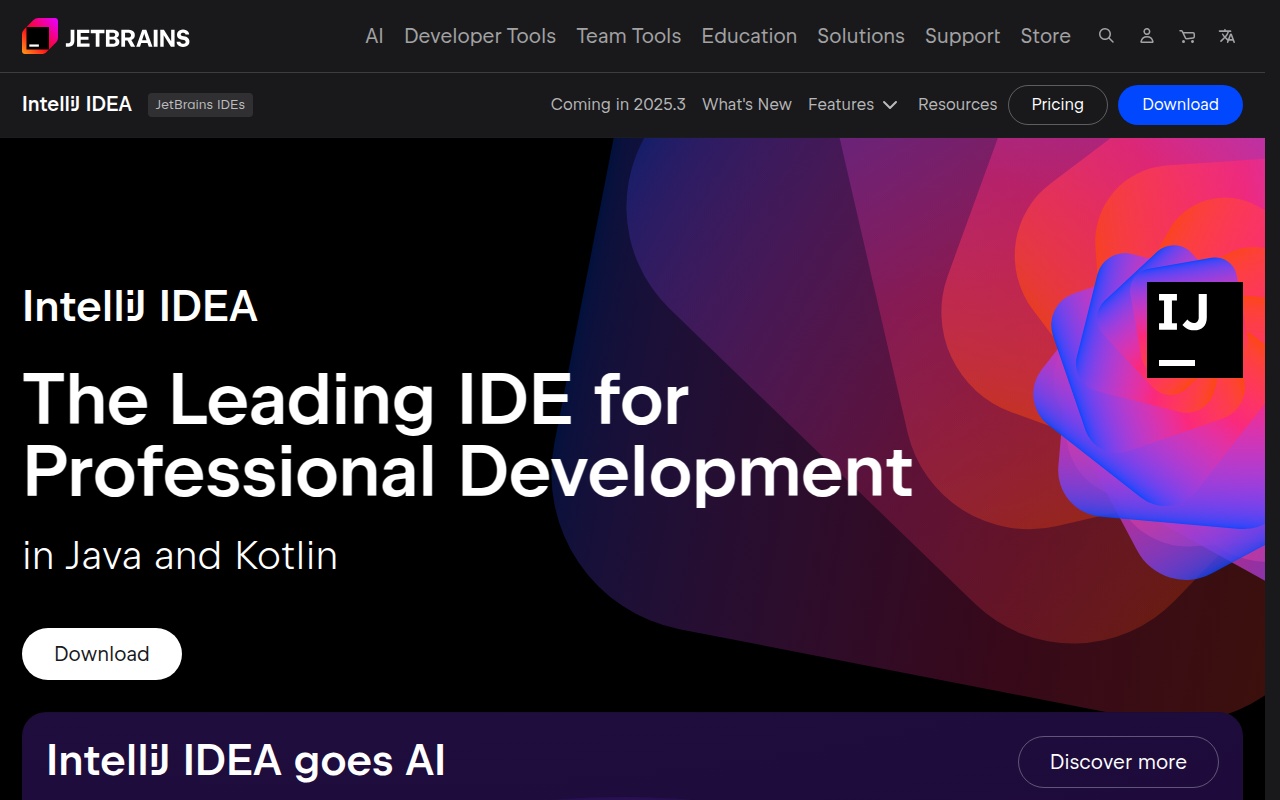 JETBRAINS
AI Developer Tools Team Tools Education Solutions Support Store
IntelliJ IDEA JetBrains IDEs
Coming in 2025.3 What's New Features Resources Pricing Download
IntelliJ IDEA
The Leading IDE for
Professional Development
in Java and Kotlin
IJ
Download
IntelliJ IDEA goes AI
Discover more